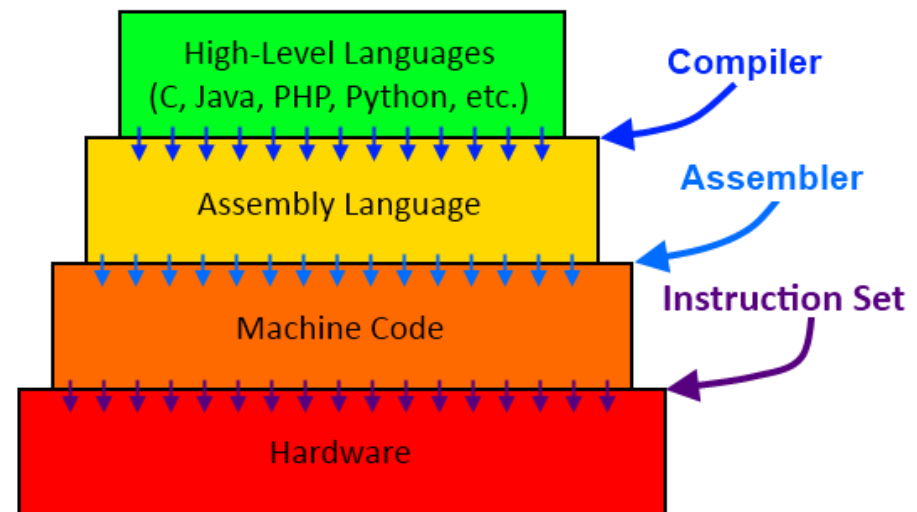 High-Level Languages
(C, Java, PHP, Python, etc.)
Compiler
Assembly Language
Assembler
Machine Code
Instruction Set
Hardware